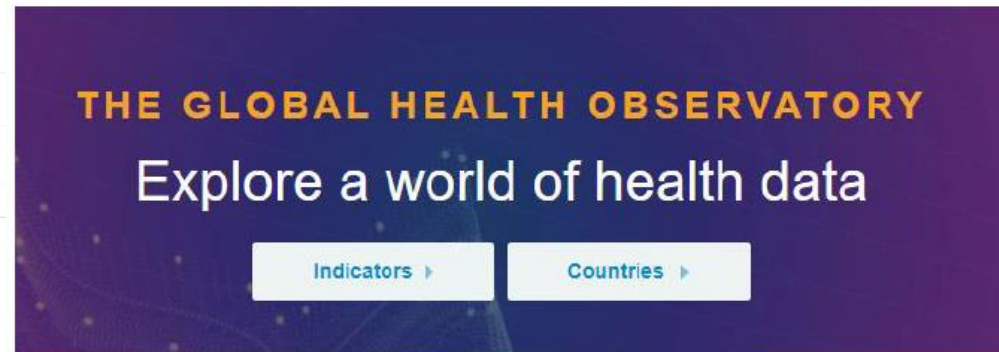 THE GLOBAL HEALTH OBSERVATORY
Explore a world of health data
Indicators
Countries